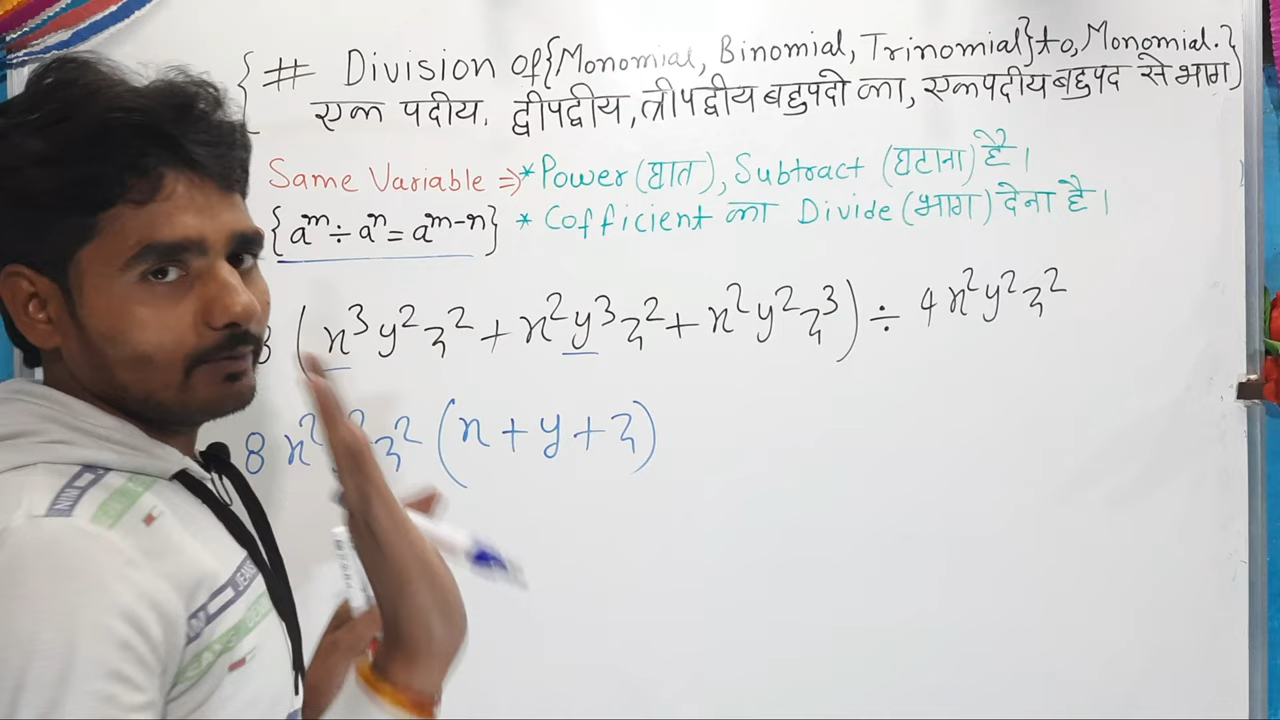 { # Division of {Monomial, Binomial, Trinomial} to, Monomial.}
एक पदीय, द्वीपद्वीय, त्रीपद्वीय बहुपदो का, एकपदीय बहुपद से भाग)
Same Variable ⇒ * Power (घात), Subtract (घटाना) है।
{a^m ÷ a^n = a^m-n} * Cofficient का Divide (भाग) देना है।
(x³y²z² + x²y³z² + x²y²z³) ÷ 4x²y²z²
8 x² z² (x + y + z)
JEANS